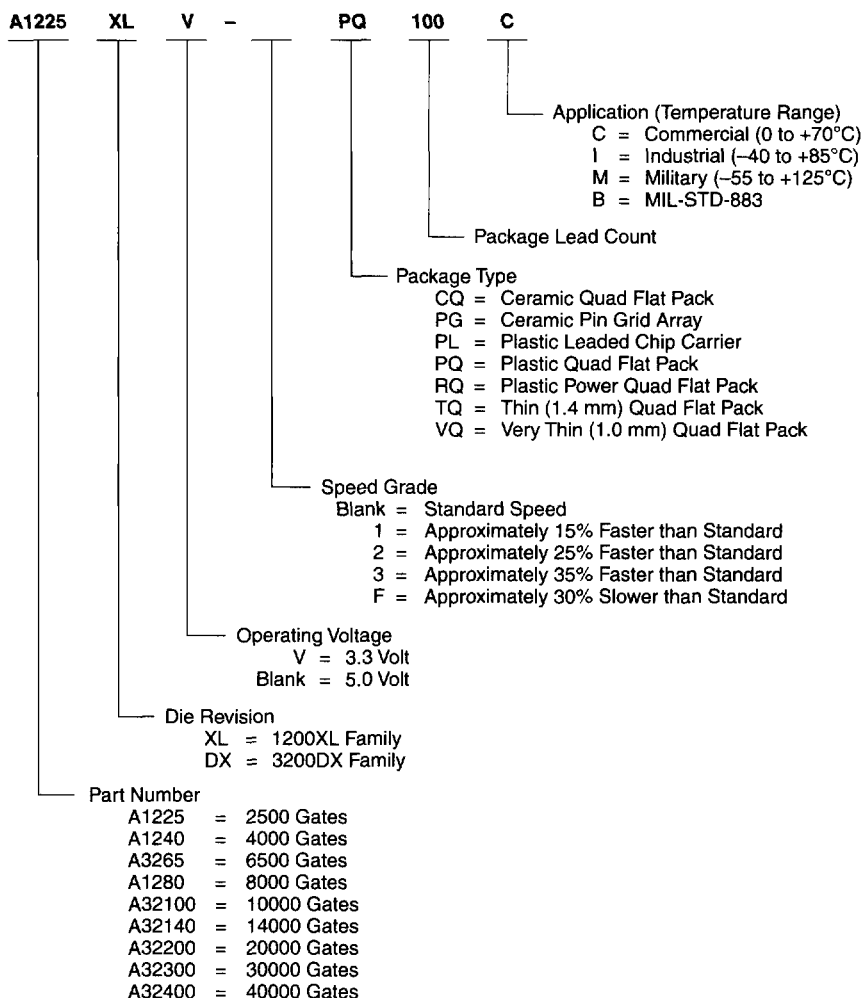 A1225 XL V – PQ 100 C
Application (Temperature Range)
C = Commercial (0 to +70°C)
I = Industrial (–40 to +85°C)
M = Military (–55 to +125°C)
B = MIL-STD-883
Package Lead Count
Package Type
CQ = Ceramic Quad Flat Pack
PG = Ceramic Pin Grid Array
PL = Plastic Leaded Chip Carrier
PQ = Plastic Quad Flat Pack
RQ = Plastic Power Quad Flat Pack
TQ = Thin (1.4 mm) Quad Flat Pack
VQ = Very Thin (1.0 mm) Quad Flat Pack
Speed Grade
Blank = Standard Speed
1 = Approximately 15% Faster than Standard
2 = Approximately 25% Faster than Standard
3 = Approximately 35% Faster than Standard
F = Approximately 30% Slower than Standard
Operating Voltage
V = 3.3 Volt
Blank = 5.0 Volt
Die Revision
XL = 1200XL Family
DX = 3200DX Family
Part Number
A1225 = 2500 Gates
A1240 = 4000 Gates
A3265 = 6500 Gates
A1280 = 8000 Gates
A32100 = 10000 Gates
A32140 = 14000 Gates
A32200 = 20000 Gates
A32300 = 30000 Gates
A32400 = 40000 Gates